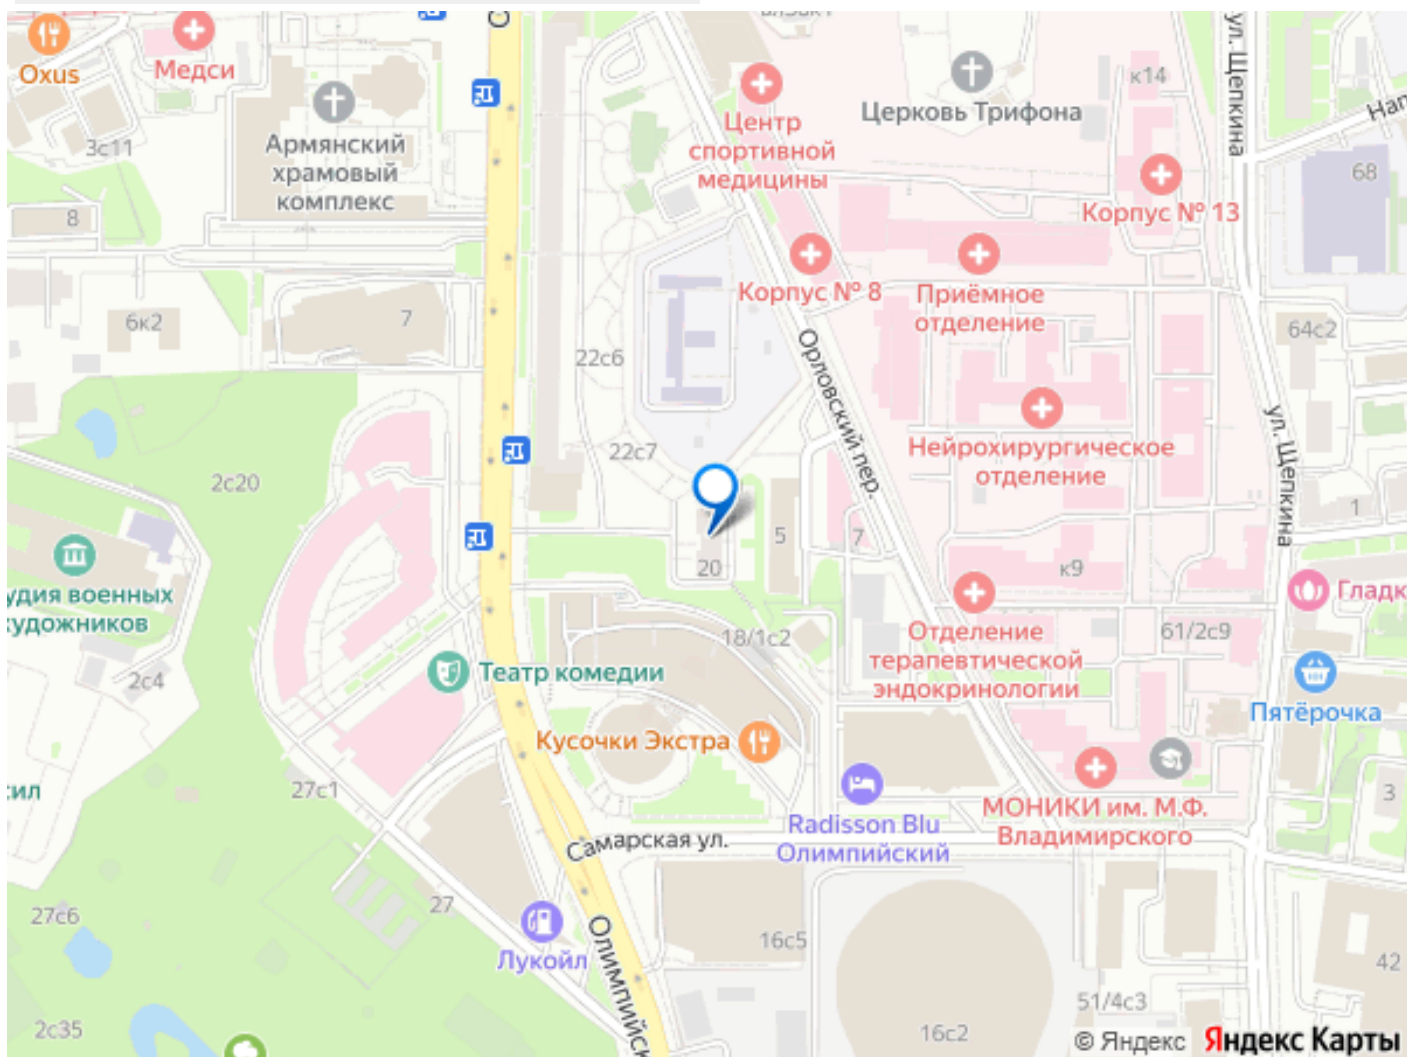 Oxus
Медси
Армянский
храмовый
комплекс
3с11
8
6к2
7
Центр
спортивной
медицины
Церковь Трифона
к14
ул. Щепкина
68
Корпус № 13
Корпус № 8
Приёмное
отделение
64с2
22с6
Орловский пер.
Нейрохирургическое
отделение
ул. Щепкина
22с7
2с20
1
5
7
20
к9
удия военных
художников
Гладк
18/1с2
Отделение
терапевтической
эндокринологии
61/2с9
2с4
Театр комедии
Пятёрочка
Кусочки Экстра
27с1
сил
3
МОНИКИ им. М.Ф.
Владимирского
Radisson Blu
Олимпийский
Самарская ул.
27с6
27
Лукойл
Олимпийск
16с5
42
51/4с3
2с35
16с2
© Яндекс Яндекс Карты